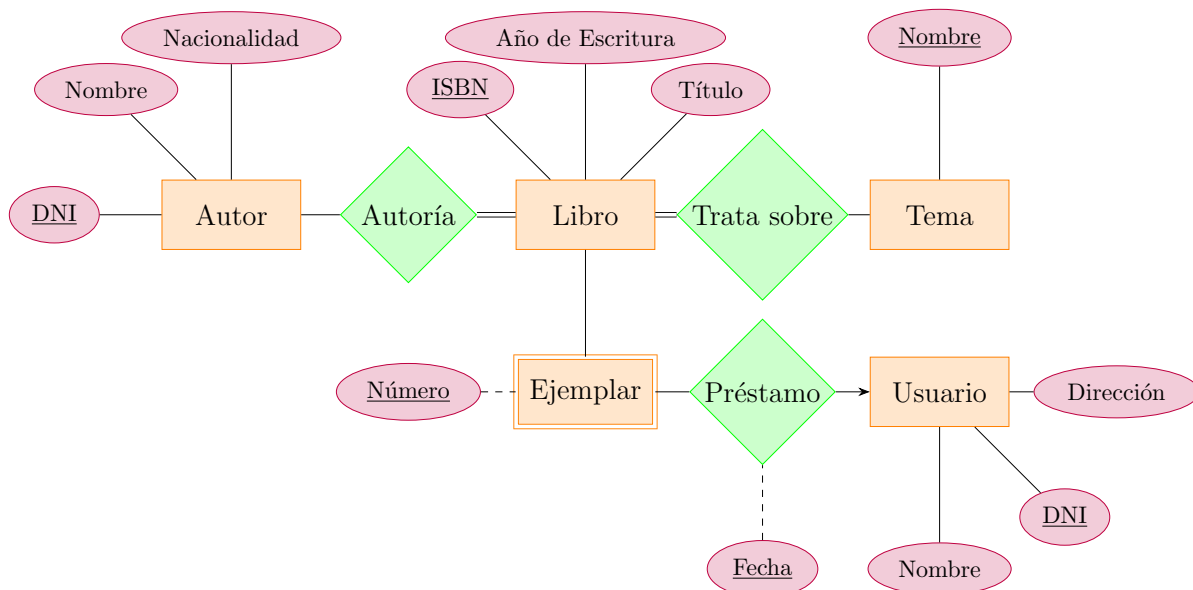 Nacionalidad
Año de Escritura
Nombre
Nombre
ISBN
Título
DNI
Autor
Autoría
Libro
Trata sobre
Tema
Número
Ejemplar
Préstamo
Usuario
Dirección
DNI
Fecha
Nombre